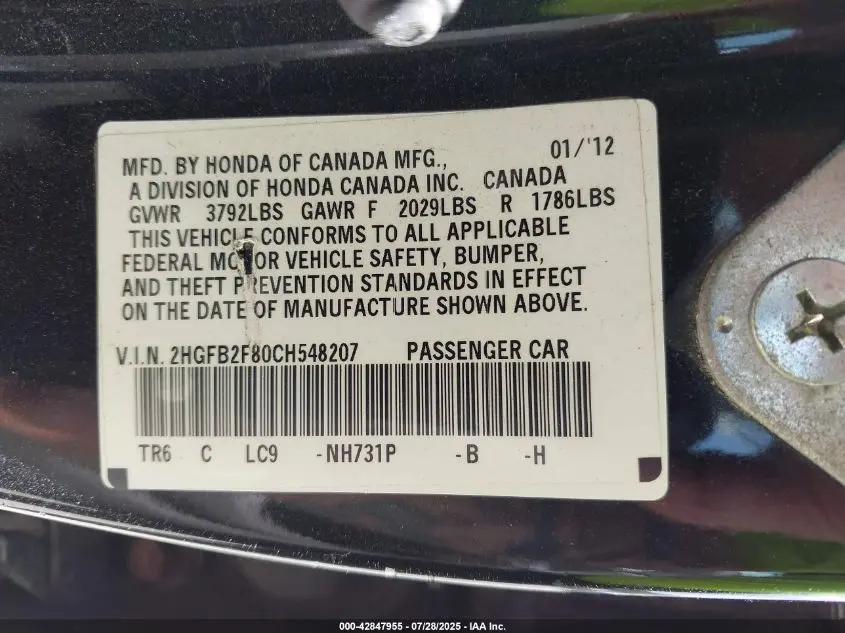 MFD. BY HONDA OF CANADA MFG., 01/'12
A DIVISION OF HONDA CANADA INC. CANADA
GVWR 3792LBS GAWR F 2029LBS R 1786LBS
THIS VEHICLE CONFORMS TO ALL APPLICABLE
FEDERAL MOTOR VEHICLE SAFETY, BUMPER,
AND THEFT PREVENTION STANDARDS IN EFFECT
ON THE DATE OF MANUFACTURE SHOWN ABOVE.
V.I.N. 2HGFB2F80CH548207 PASSENGER CAR
TR6 C LC9 -NH731P -B -H
000-42847955 | 07/28/2025 - IAA Inc.